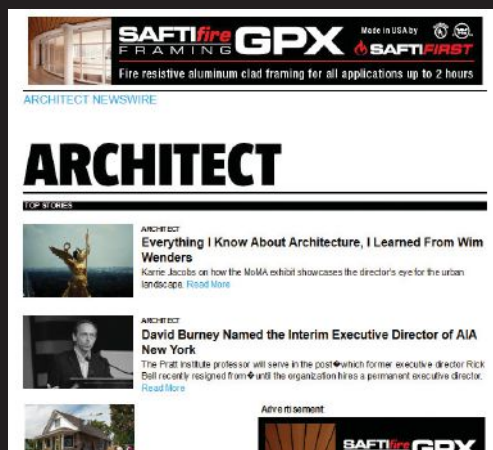 SAFTIfire GPX
FRAMING
Made in USA by
SAFTIFIRST
Fire resistive aluminum clad framing for all applications up to 2 hours
ARCHITECT NEWSWIRE
ARCHITECT
TOP STORIES
ARCHITECT
Everything I Know About Architecture, I Learned From Wim
Wenders
Karrie Jacobs on how the MoMA exhibit showcases the director's eye for the urban
landscape. Read More
ARCHITECT
David Burney Named the Interim Executive Director of AIA
New York
The Pratt Institute professor will serve in the post�which former executive director Rick
Bell recently resigned from�until the organization hires a permanent executive director.
Read More
Advertisement
SAFTIfire GPX